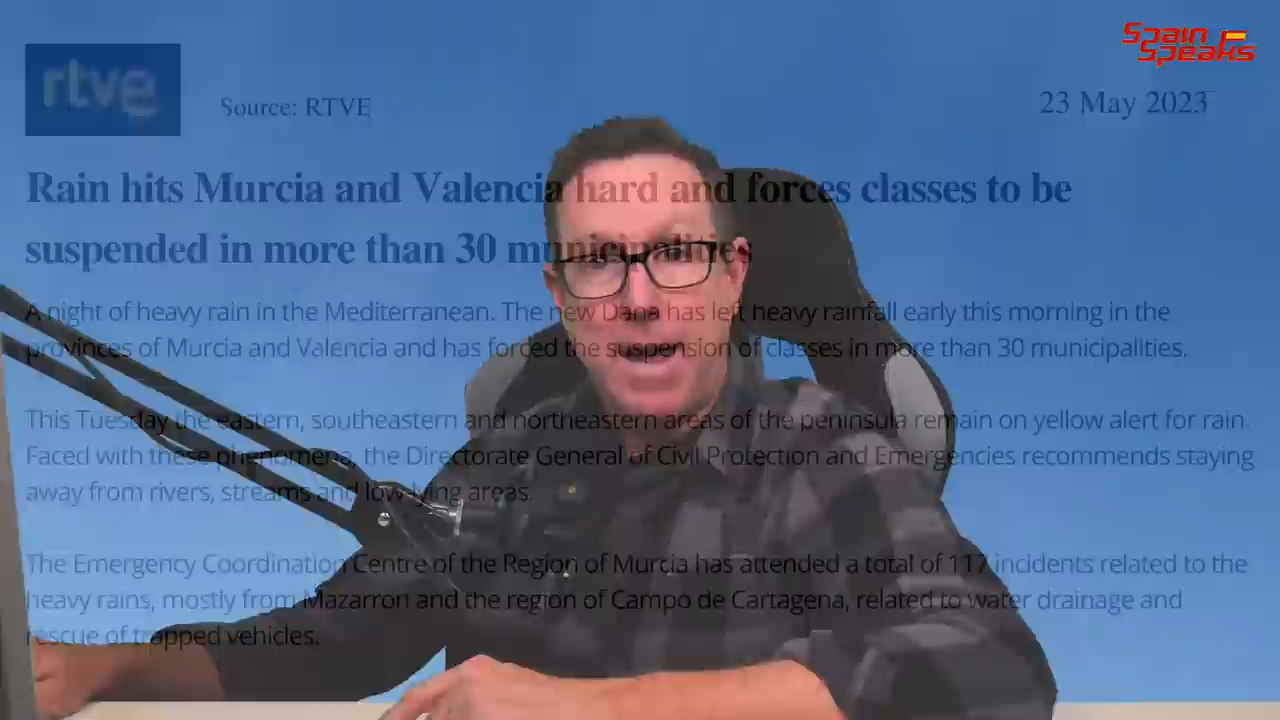 Spain
Speaks
rtve
Source: RTVE
23 May 2023
Rain hits Murcia and Valencia hard and forces classes to be
suspended in more than 30 municipalities
A night of heavy rain in the Mediterranean. The new Dana has left heavy rainfall early this morning in the
provinces of Murcia and Valencia and has forced the suspension of classes in more than 30 municipalities.
This Tuesday the eastern, southeastern and northeastern areas of the peninsula remain on yellow alert for rain.
Faced with these phenomena, the Directorate General of Civil Protection and Emergencies recommends staying
away from rivers, streams and low-lying areas.
The Emergency Coordination Centre of the Region of Murcia has attended a total of 117 incidents related to the
heavy rains, mostly from Mazarron and the region of Campo de Cartagena, related to water drainage and
rescue of trapped vehicles.